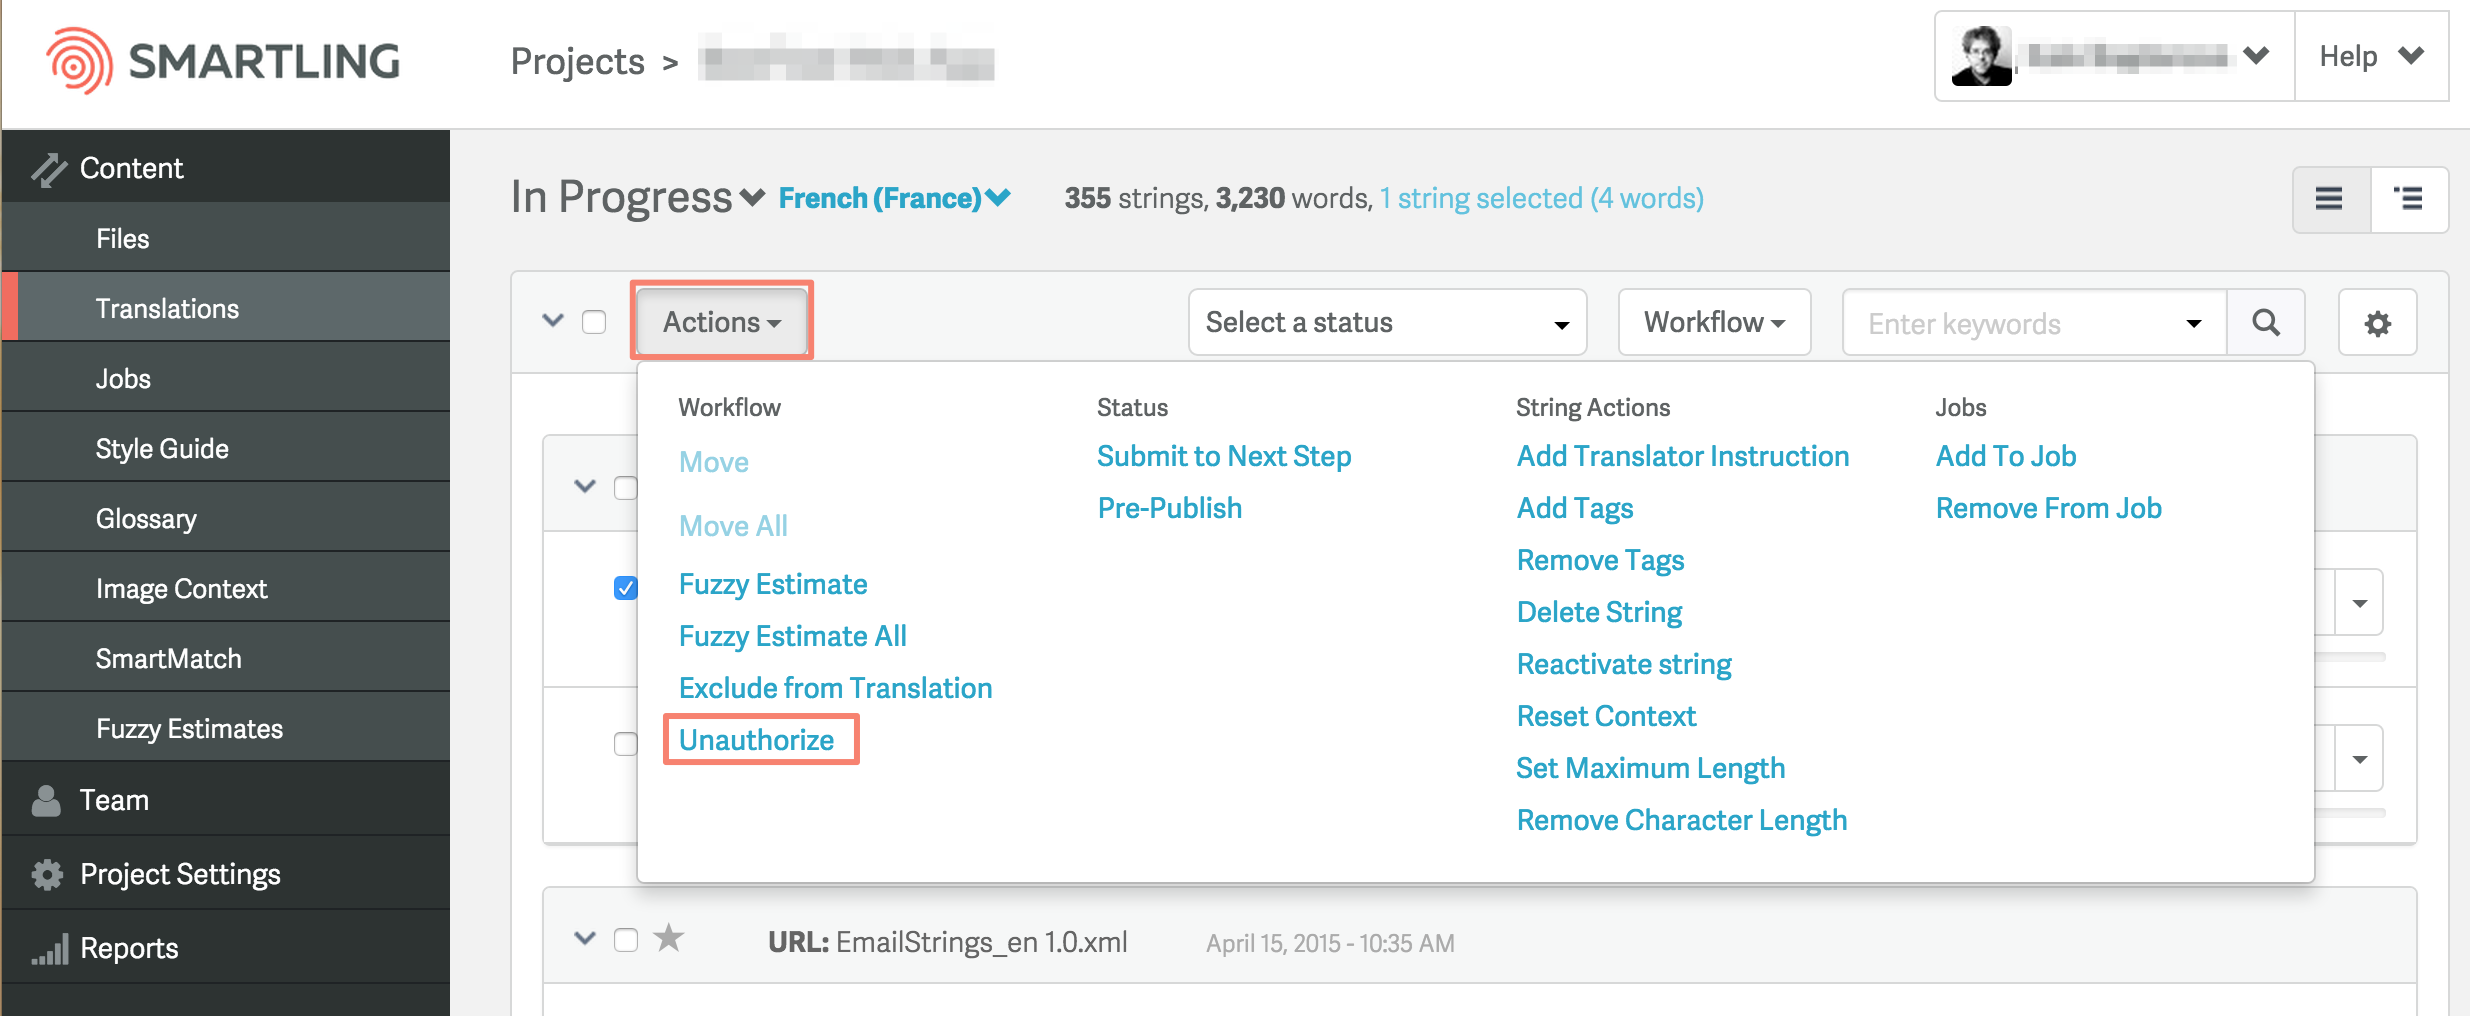 SMARTLING
Projects >
Help
Content
Files
Translations
Jobs
Style Guide
Glossary
Image Context
SmartMatch
Fuzzy Estimates
Team
Project Settings
Reports
In Progress French (France) 355 strings, 3,230 words, 1 string selected (4 words)
Actions Select a status Workflow Enter keywords
Workflow
Move
Move All
Fuzzy Estimate
Fuzzy Estimate All
Exclude from Translation
Unauthorize
Status
Submit to Next Step
Pre-Publish
String Actions
Add Translator Instruction
Add Tags
Remove Tags
Delete String
Reactivate string
Reset Context
Set Maximum Length
Remove Character Length
Jobs
Add To Job
Remove From Job
URL: EmailStrings_en 1.0.xml April 15, 2015 - 10:35 AM